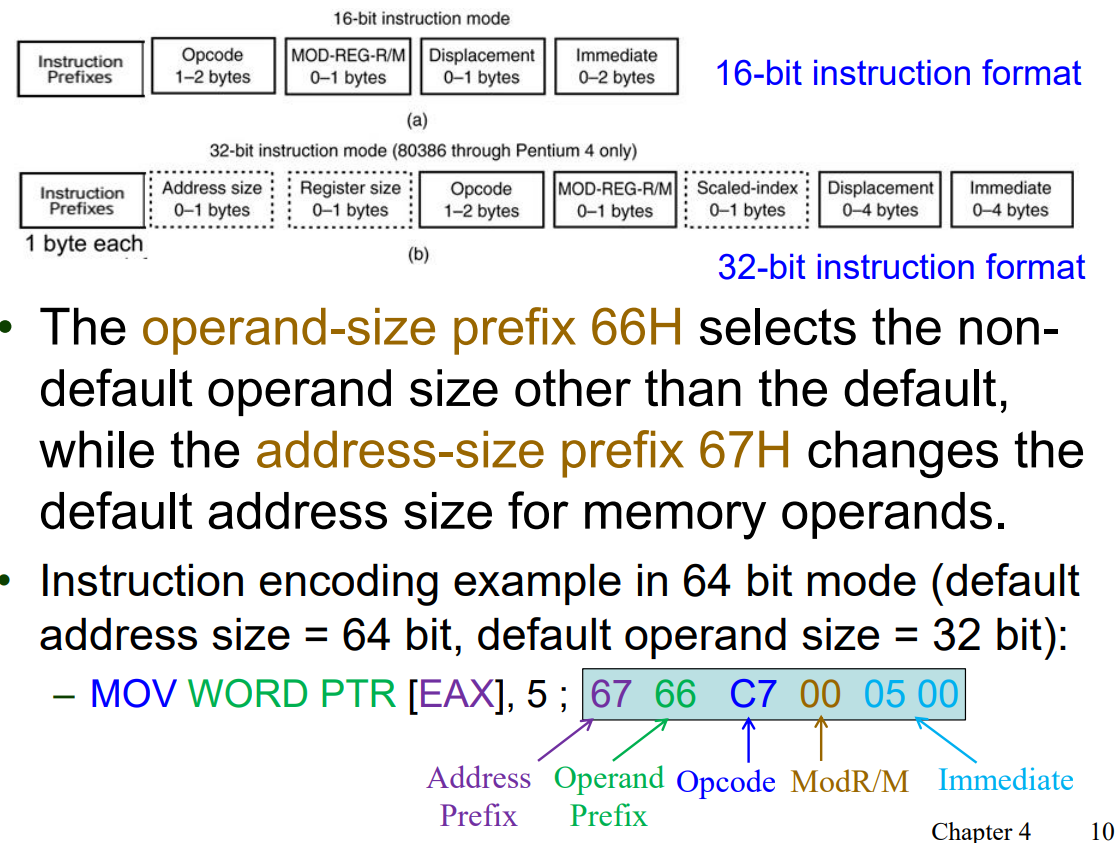 16-bit instruction mode
Instruction Prefixes
Opcode 1–2 bytes
MOD-REG-R/M 0–1 bytes
Displacement 0–1 bytes
Immediate 0–2 bytes
16-bit instruction format
(a)
32-bit instruction mode (80386 through Pentium 4 only)
Instruction Prefixes
Address size 0–1 bytes
Register size 0–1 bytes
Opcode 1–2 bytes
MOD-REG-R/M 0–1 bytes
Scaled-index 0–1 bytes
Displacement 0–4 bytes
Immediate 0–4 bytes
1 byte each
(b)
32-bit instruction format
• The operand-size prefix 66H selects the non-
default operand size other than the default,
while the address-size prefix 67H changes the
default address size for memory operands.
• Instruction encoding example in 64 bit mode (default
address size = 64 bit, default operand size = 32 bit):
– MOV WORD PTR [EAX], 5 ; 67 66 C7 00 05 00
Address Prefix
Operand Prefix
Opcode
ModR/M
Immediate
Chapter 4 10